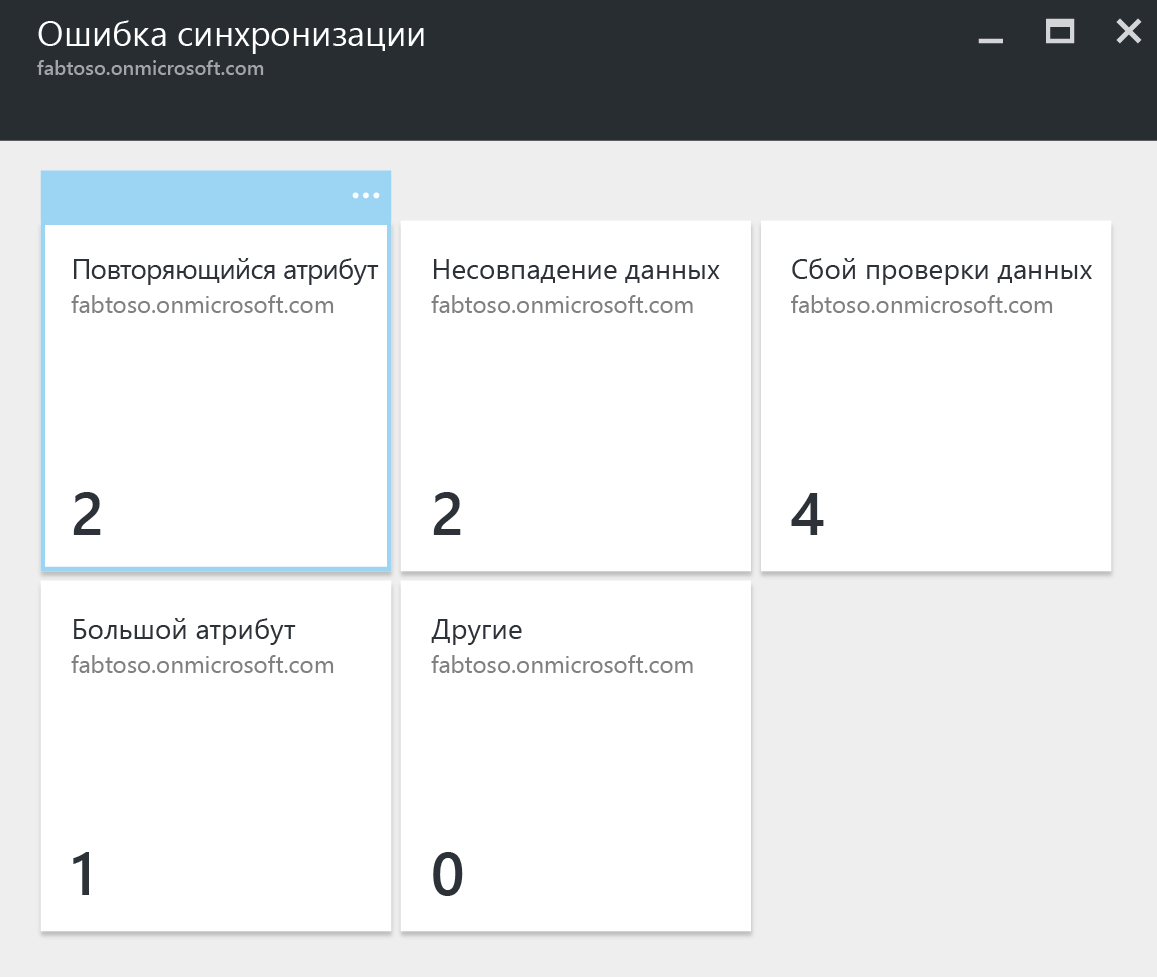 Ошибка синхронизации
fabtoso.onmicrosoft.com
Повторяющийся атрибут
fabtoso.onmicrosoft.com
2
Несовпадение данных
fabtoso.onmicrosoft.com
2
Сбой проверки данных
fabtoso.onmicrosoft.com
4
Большой атрибут
fabtoso.onmicrosoft.com
1
Другие
fabtoso.onmicrosoft.com
0